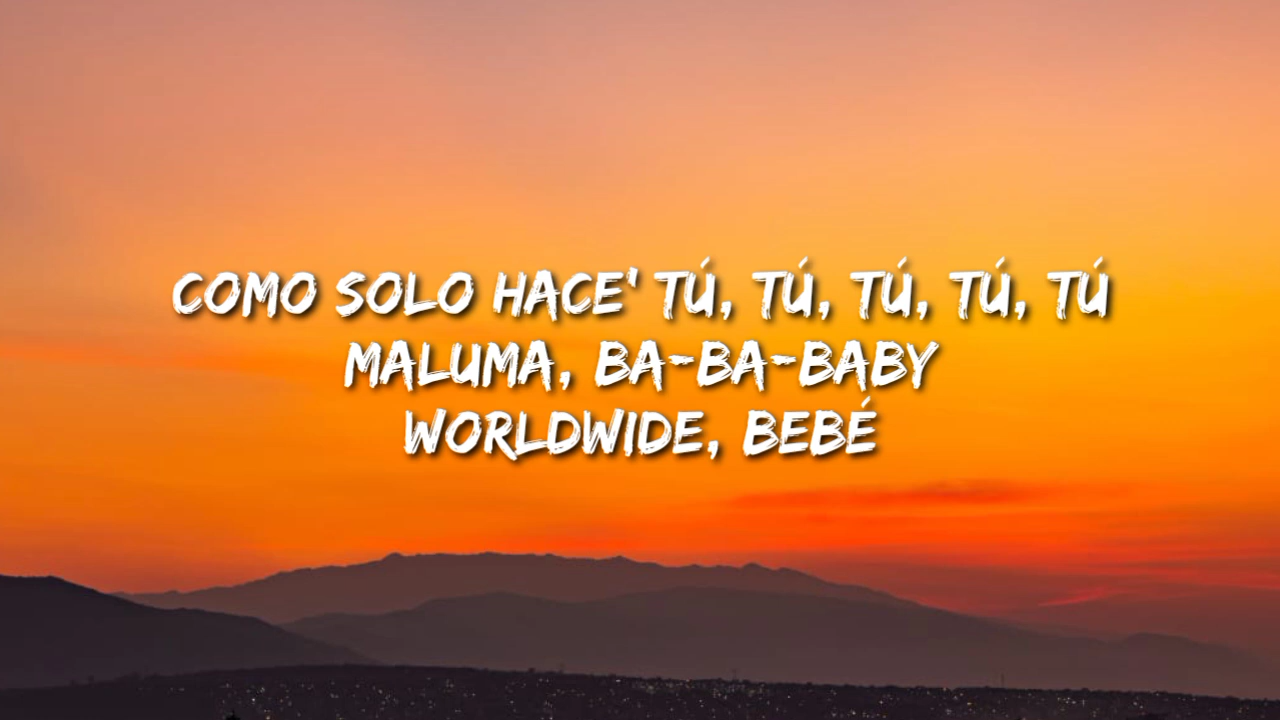 COMO SOLO HACE' TÚ, TÚ, TÚ, TÚ, TÚ
MALUMA, BA-BA-BABY
WORLDWIDE, BEBÉ